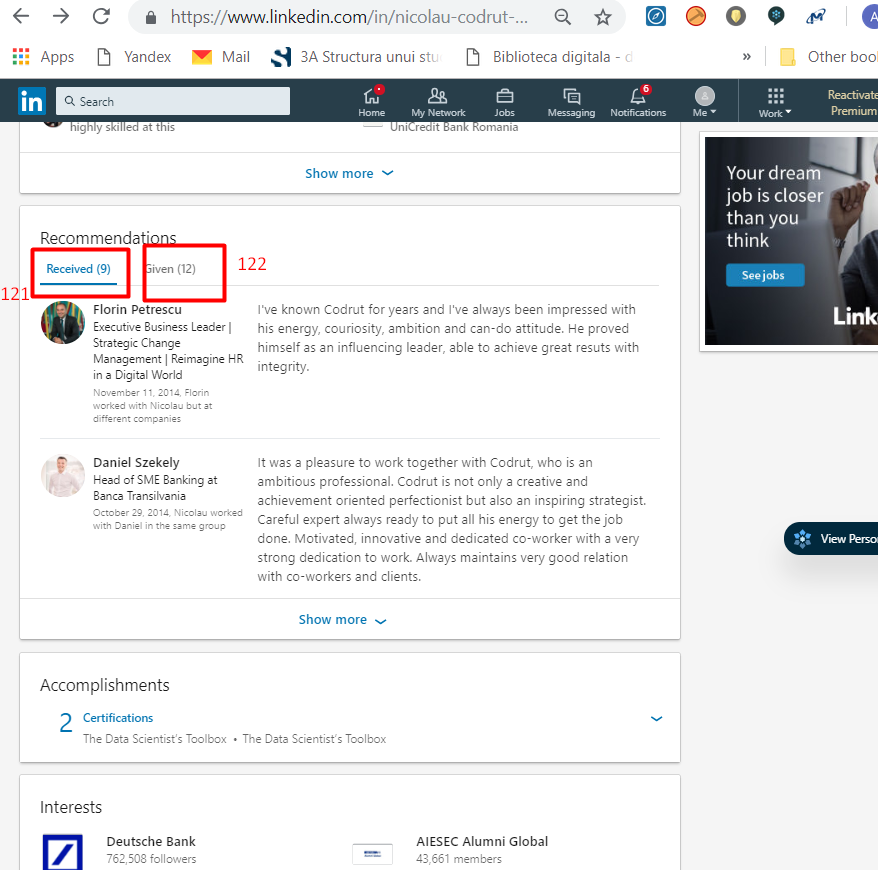 https://www.linkedin.com/in/nicolau-codrut-...
A
Apps
Yandex
Mail
3A Structura unui stu
Biblioteca digitala - d
»
Other boo
in
Search
Home
My Network
Jobs
Messaging
6
Notifications
Me
Work
Reactivate
Premium
highly skilled at this
UniCredit Bank Romania
Show more
Your dream
job is closer
than you
think
See jobs
Link
Recommendations
Received (9)
Given (12)
122
121
Florin Petrescu
Executive Business Leader |
Strategic Change
Management | Reimagine HR
in a Digital World
November 11, 2014, Florin
worked with Nicolau but at
different companies
I've known Codrut for years and I've always been impressed with
his energy, couriosity, ambition and can-do attitude. He proved
himself as an influencing leader, able to achieve great resuts with
integrity.
Daniel Szekely
Head of SME Banking at
Banca Transilvania
October 29, 2014, Nicolau worked
with Daniel in the same group
It was a pleasure to work together with Codrut, who is an
ambitious professional. Codrut is not only a creative and
achievement oriented perfectionist but also an inspiring strategist.
Careful expert always ready to put all his energy to get the job
done. Motivated, innovative and dedicated co-worker with a very
strong dedication to work. Always maintains very good relation
with co-workers and clients.
View Perso
Show more
Accomplishments
2
Certifications
The Data Scientist's Toolbox • The Data Scientist's Toolbox
Interests
Deutsche Bank
762,508 followers
AIESEC Alumni Global
43,661 members